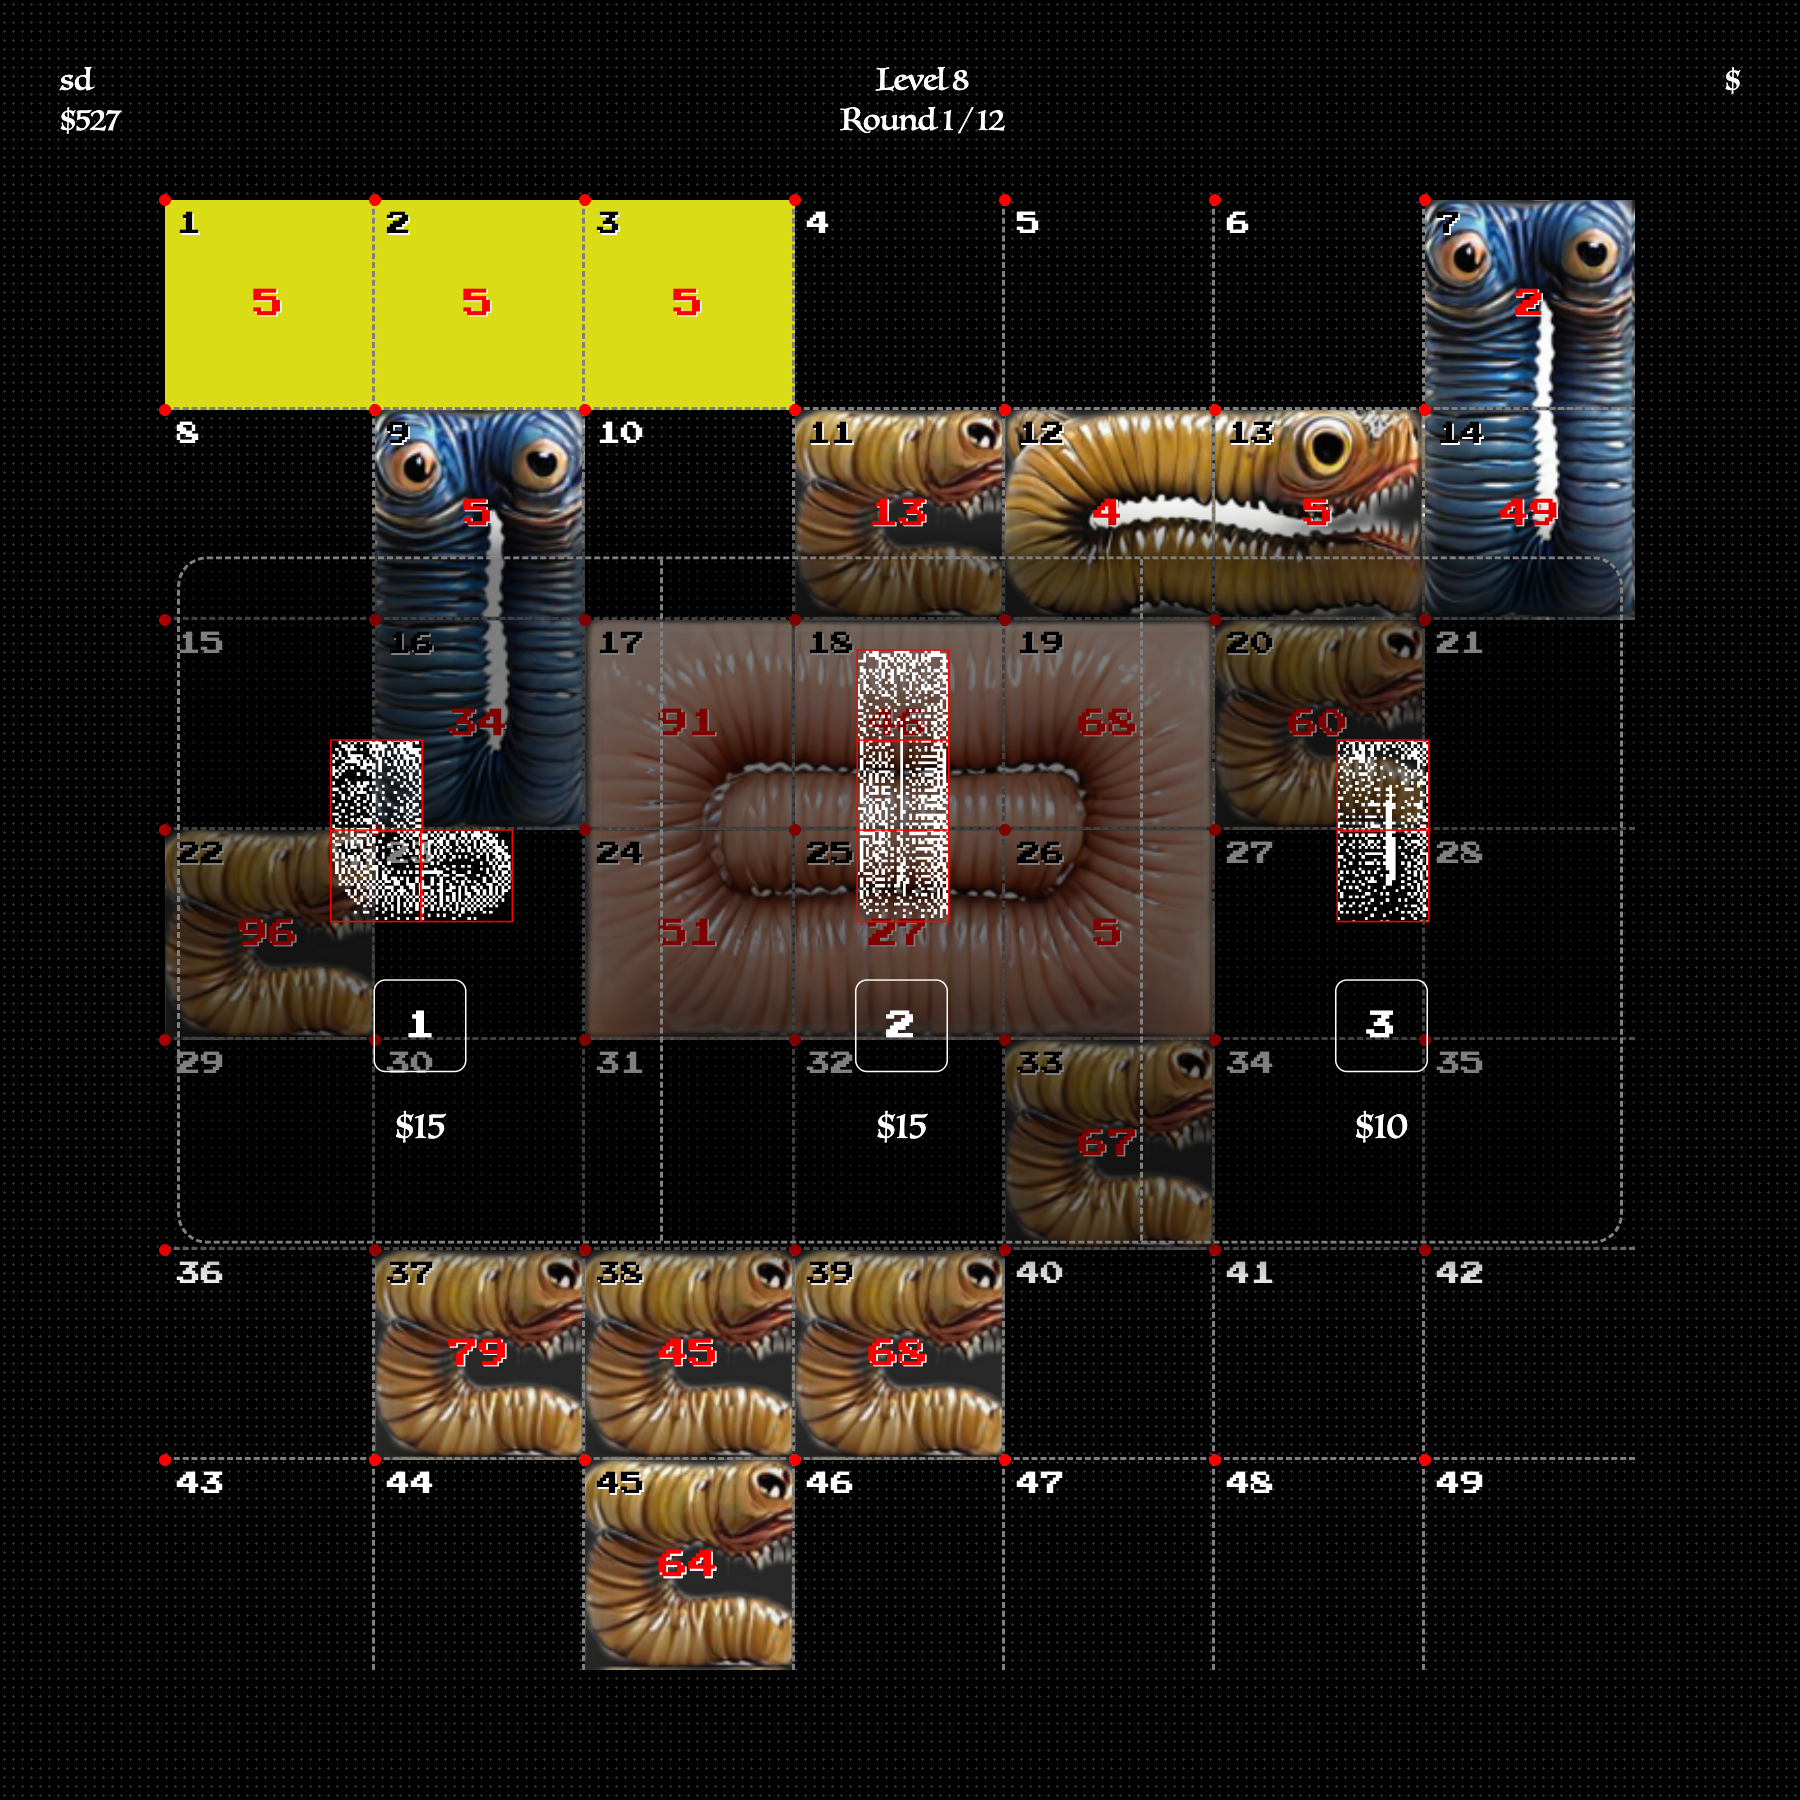 sd
Level 8
$
$527
Round 1/12
1 2 3 4 5 6 7
5 5 5 2
8 9 10 11 12 13 14
5 13 4 5 49
15 16 17 18 19 20 21
34 91 46 68 60
22 24 25 26 27 28
96 51 27 5
1 2 3
29 30 31 32 33 34 35
$15 $15 $10
67
36 37 38 39 40 41 42
79 45 68
43 44 45 46 47 48 49
64